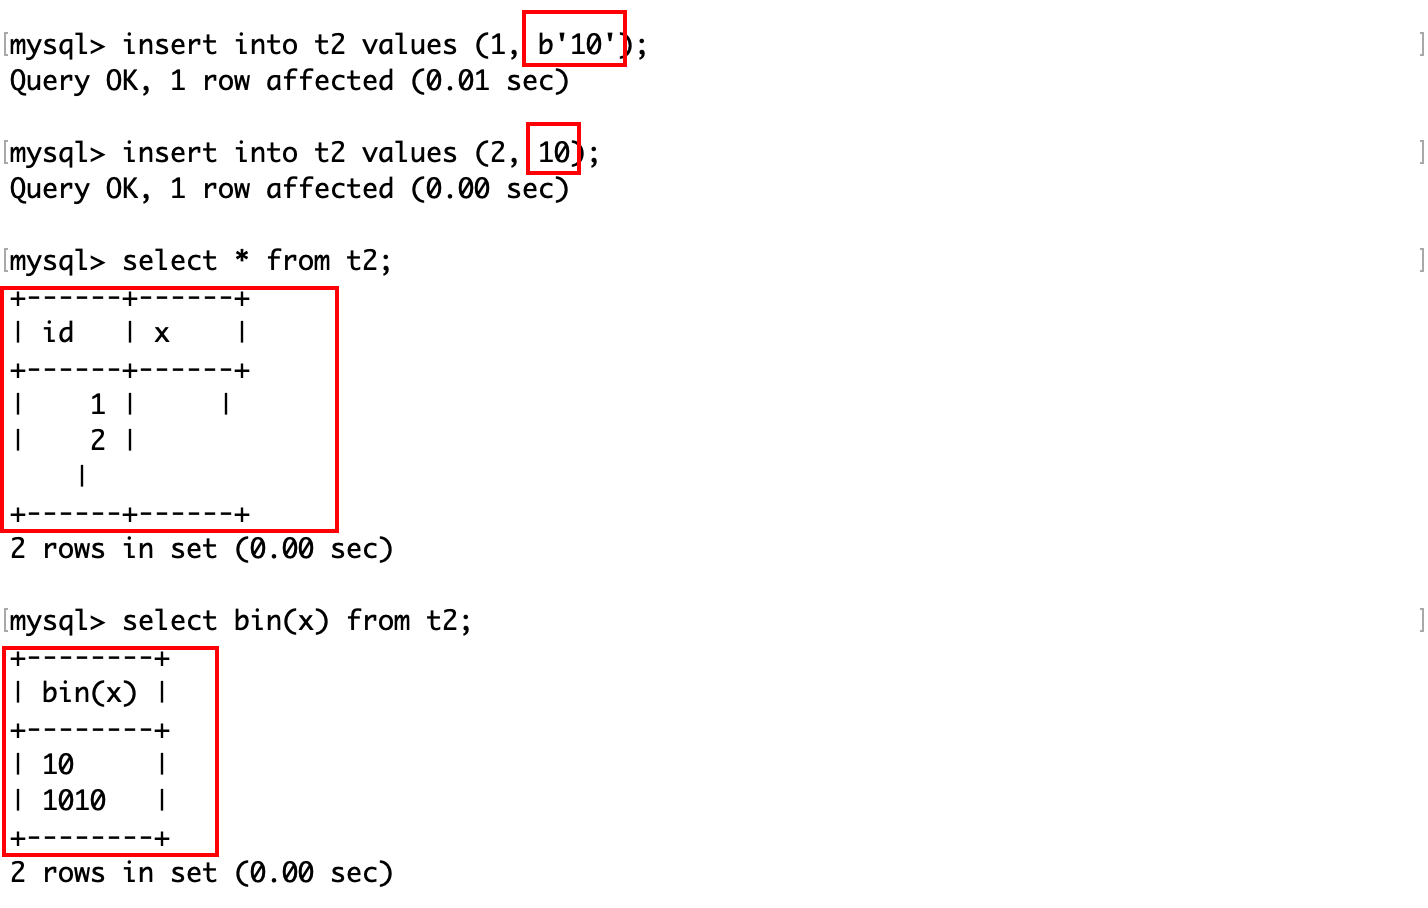 [mysql> insert into t2 values (1, b'10'); ]
Query OK, 1 row affected (0.01 sec)
[mysql> insert into t2 values (2, 10); ]
Query OK, 1 row affected (0.00 sec)
[mysql> select * from t2; ]
+------+------+
| id   | x    |
+------+------+
|    1 |     |
|    2 |
    |
+------+------+
2 rows in set (0.00 sec)
[mysql> select bin(x) from t2; ]
+--------+
| bin(x) |
+--------+
| 10     |
| 1010   |
+--------+
2 rows in set (0.00 sec)